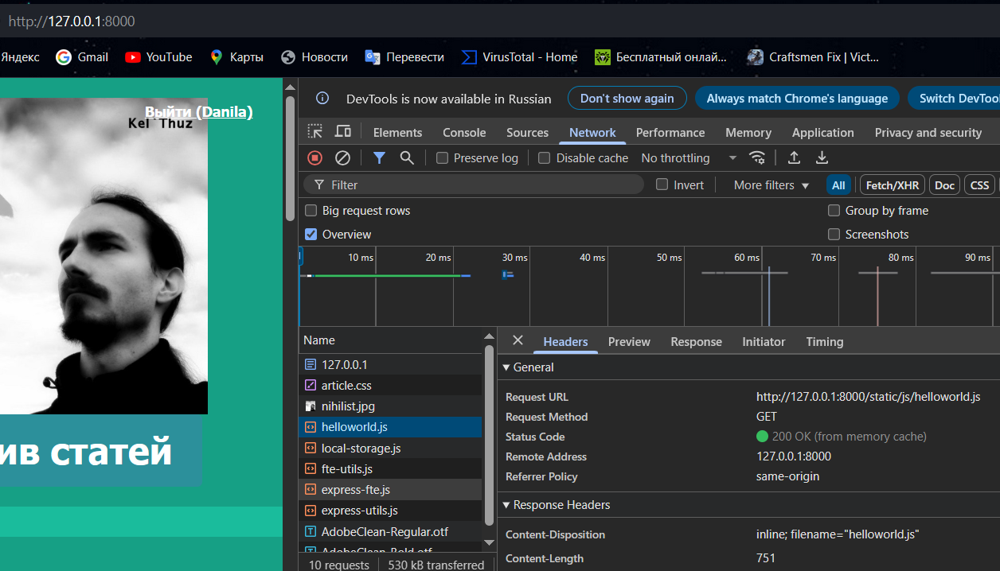 http://127.0.0.1:8000
Яндекс Gmail YouTube Карты Новости Перевести VirusTotal - Home Бесплатный онлай... Craftsmen Fix | Vict...
Выйти (Danila)
Kel`Thuz
ив статей
DevTools is now available in Russian Don't show again Always match Chrome's language Switch DevToo
Elements Console Sources Network Performance Memory Application Privacy and security
Preserve log Disable cache No throttling
Filter Invert More filters All Fetch/XHR Doc CSS
Big request rows Group by frame
Overview Screenshots
10 ms 20 ms 30 ms 40 ms 50 ms 60 ms 70 ms 80 ms 90 ms
Name
127.0.0.1
article.css
nihilist.jpg
helloworld.js
local-storage.js
fte-utils.js
express-fte.js
express-utils.js
AdobeClean-Regular.otf
AdobeClean-Bold.otf
10 requests 530 kB transferred
Headers Preview Response Initiator Timing
General
Request URL http://127.0.0.1:8000/static/js/helloworld.js
Request Method GET
Status Code 200 OK (from memory cache)
Remote Address 127.0.0.1:8000
Referrer Policy same-origin
Response Headers
Content-Disposition inline; filename="helloworld.js"
Content-Length 751